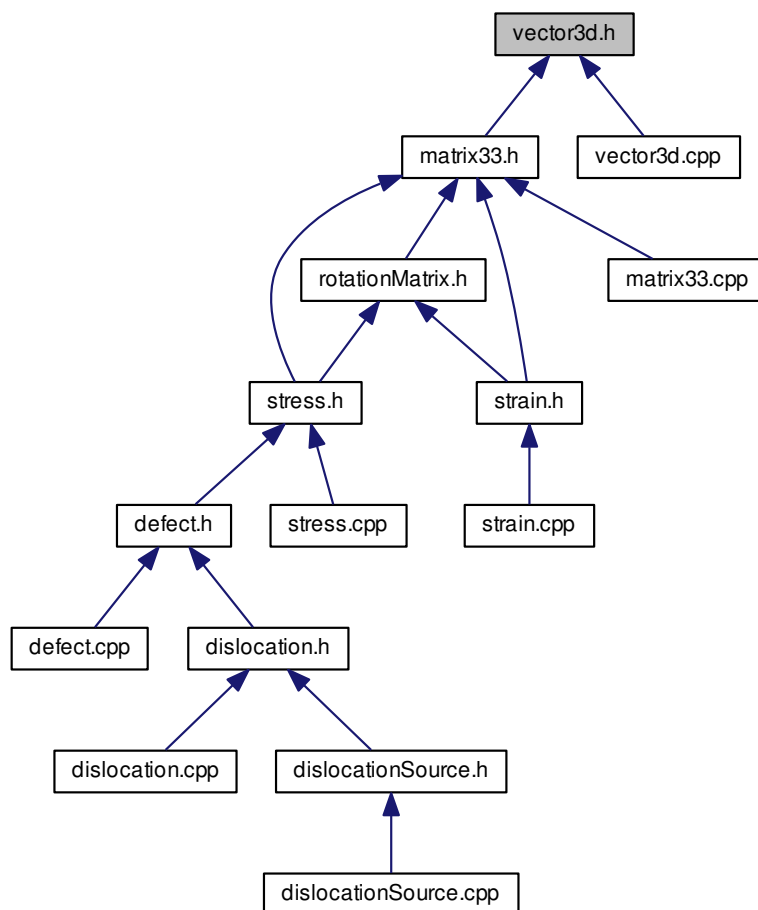 vector3d.h
matrix33.h
vector3d.cpp
rotationMatrix.h
matrix33.cpp
stress.h
strain.h
defect.h
stress.cpp
strain.cpp
defect.cpp
dislocation.h
dislocation.cpp
dislocationSource.h
dislocationSource.cpp